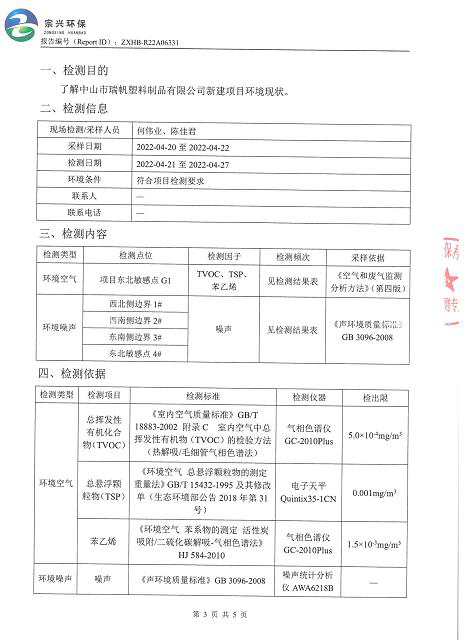 宗兴环保
ZONGXING HUANBAO
报告编号(Report ID):ZXHB-R22A06331
一、检测目的
了解中山市瑞帆塑料制品有限公司新建项目环境现状。
二、检测信息
现场检测/采样人员 何伟业、陈佳君
采样日期 2022-04-20 至 2022-04-22
检测日期 2022-04-21 至 2022-04-27
环境条件 符合项目检测要求
联系人 —
联系电话 —
三、检测内容
检测类型 检测点位 检测因子 检测频次 采样依据
环境空气 项目东北敏感点 G1 TVOC、TSP、
苯乙烯 见检测结果表 《空气和废气监测
分析方法》(第四版)
环境噪声 西北侧边界 1#
西南侧边界 2#
东南侧边界 3#
东北敏感点 4#
噪声 见检测结果表 《声环境质量标准》
GB 3096-2008
四、检测依据
检测类型 检测项目 检测标准 检测仪器 检出限
环境空气 总挥发性
有机化合
物(TVOC)
《室内空气质量标准》GB/T
18883-2002 附录 C 室内空气中总
挥发性有机物(TVOC)的检验方法
(热解吸/毛细管气相色谱法)
气相色谱仪
GC-2010Plus
5.0×10-4mg/m3
总悬浮颗
粒物(TSP)
《环境空气 总悬浮颗粒物的测定
重量法》GB/T 15432-1995 及其修改
单(生态环境部公告 2018 年第 31
号)
电子天平
Quintix35-1CN
0.001mg/m3
苯乙烯
《环境空气 苯系物的测定 活性炭
吸附/二硫化碳解吸-气相色谱法》
HJ 584-2010
气相色谱仪
GC-2010Plus
1.5×10-3mg/m3
环境噪声 噪声 《声环境质量标准》GB 3096-2008 噪声统计分析
仪 AWA6218B —
第 3 页 共 5 页